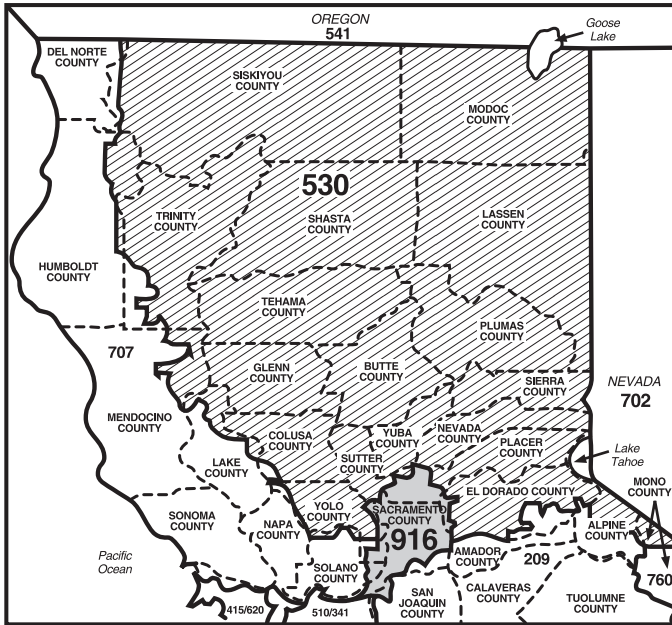 OREGON
541
Goose
Lake
DEL NORTE
COUNTY
SISKIYOU
COUNTY
MODOC
COUNTY
530
TRINITY
COUNTY
SHASTA
COUNTY
LASSEN
COUNTY
HUMBOLDT
COUNTY
TEHAMA
COUNTY
PLUMAS
COUNTY
707
GLENN
COUNTY
BUTTE
COUNTY
SIERRA
COUNTY
NEVADA
702
MENDOCINO
COUNTY
COLUSA
COUNTY
YUBA
COUNTY
NEVADA
COUNTY
PLACER
COUNTY
Lake
Tahoe
LAKE
COUNTY
SUTTER
COUNTY
EL DORADO COUNTY
MONO
COUNTY
SONOMA
COUNTY
NAPA
COUNTY
YOLO
COUNTY
SACRAMENTO
COUNTY
916
ALPINE
COUNTY
Pacific
Ocean
SOLANO
COUNTY
AMADOR
COUNTY
209
760
415/620
510/341
SAN
JOAQUIN
COUNTY
CALAVERAS
COUNTY
TUOLUMNE
COUNTY